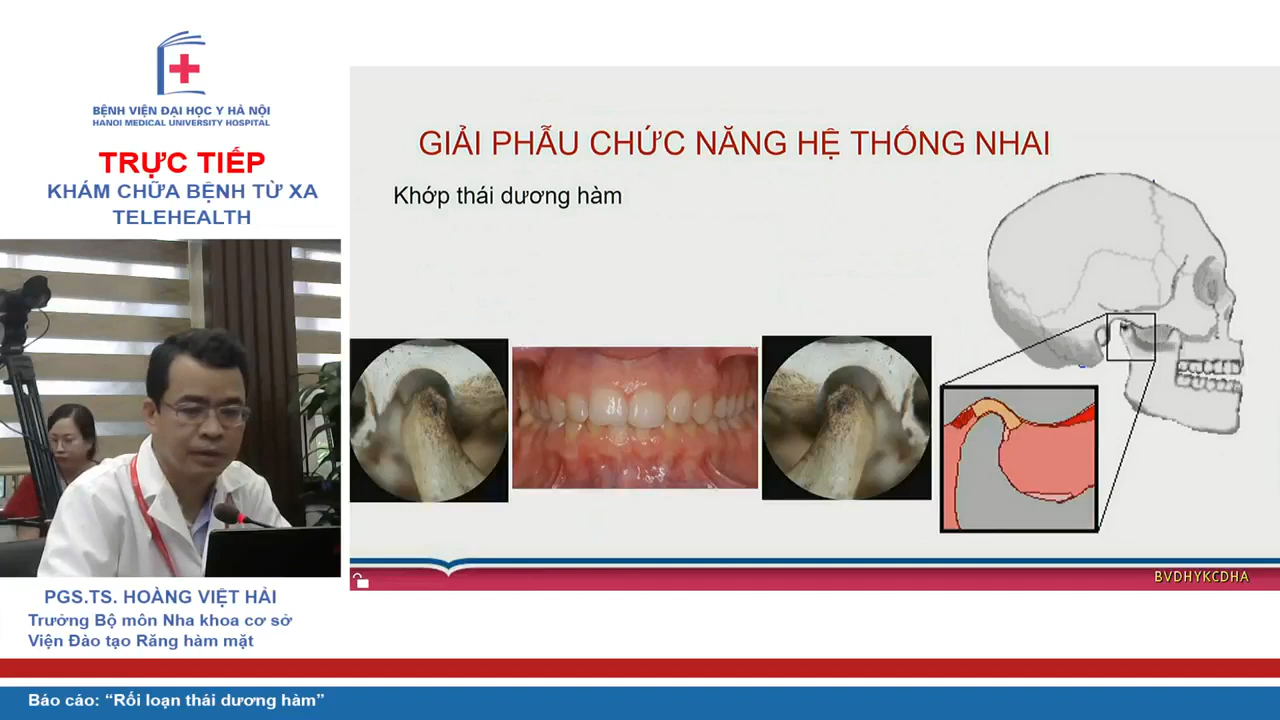 BỆNH VIỆN ĐẠI HỌC Y HÀ NỘI
HANOI MEDICAL UNIVERSITY HOSPITAL
TRỰC TIẾP
KHÁM CHỮA BỆNH TỪ XA
TELEHEALTH
GIẢI PHẪU CHỨC NĂNG HỆ THỐNG NHAI
Khớp thái dương hàm
BVDHYKCDHA
PGS.TS. HOÀNG VIỆT HẢI
Trưởng Bộ môn Nha khoa cơ sở
Viện Đào tạo Răng hàm mặt
Báo cáo: “Rối loạn thái dương hàm”